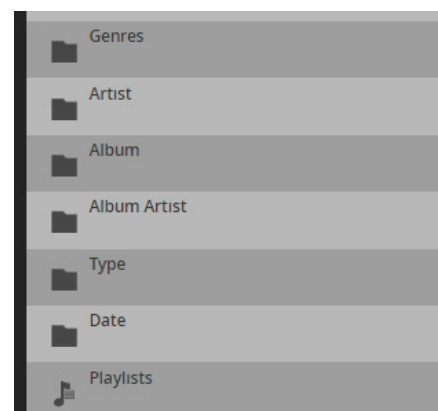 Genres
Artist
Album
Album Artist
Type
Date
Playlists